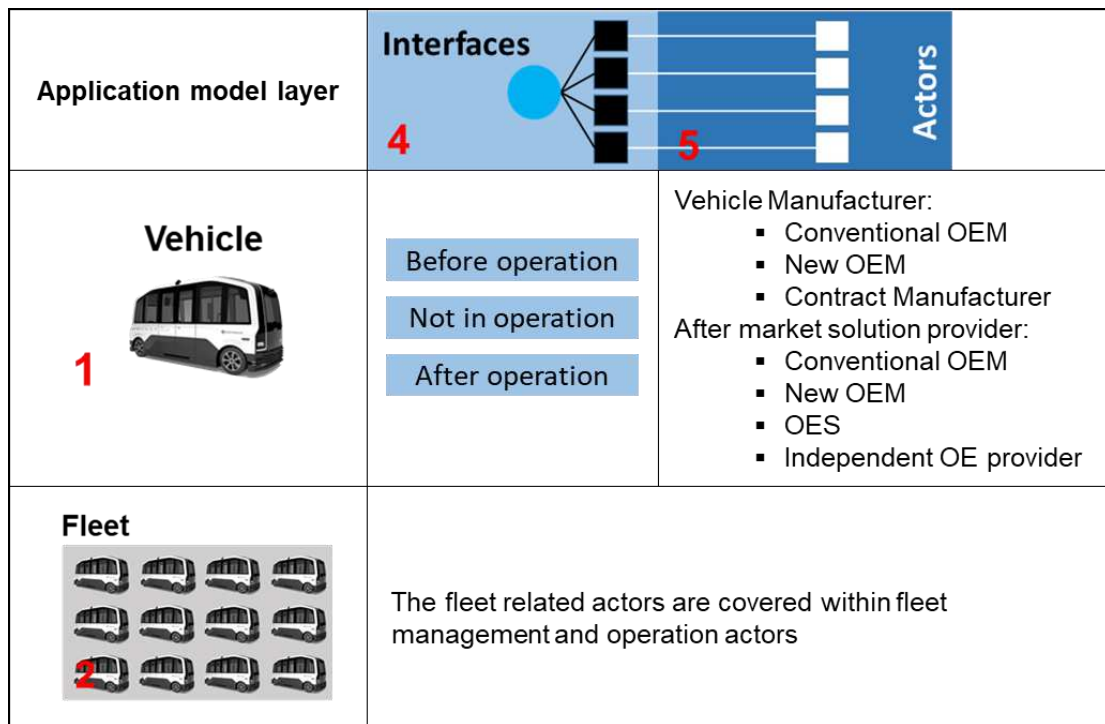 Application model layer
Interfaces
4
5
Actors
Vehicle
1
Before operation
Not in operation
After operation
Vehicle Manufacturer:
▪ Conventional OEM
▪ New OEM
▪ Contract Manufacturer
After market solution provider:
▪ Conventional OEM
▪ New OEM
▪ OES
▪ Independent OE provider
Fleet
2
The fleet related actors are covered within fleet
management and operation actors